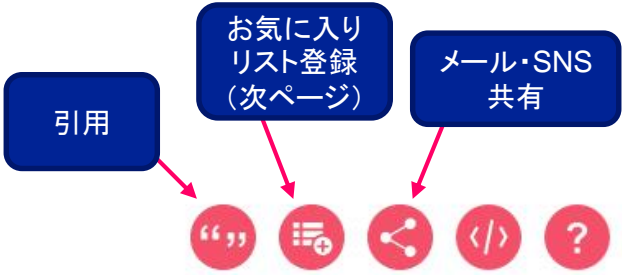 お気に入り
リスト登録
（次ページ）
メール・SNS
共有
引用
“ ”
</>
?